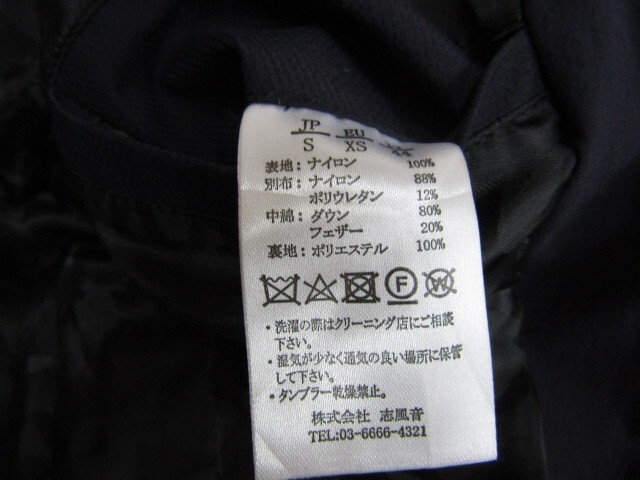 JP EU
S XS
表地：ナイロン 100%
別布：ナイロン 88%
ポリウレタン 12%
中綿：ダウン 80%
フェザー 20%
裏地：ポリエステル 100%
F W
・洗濯の際はクリーニング店にご相談
下さい。
・湿気が少なく通気の良い場所に保管
して下さい。
・タンブラー乾燥禁止。
株式会社 志風音
TEL:03-6666-4321